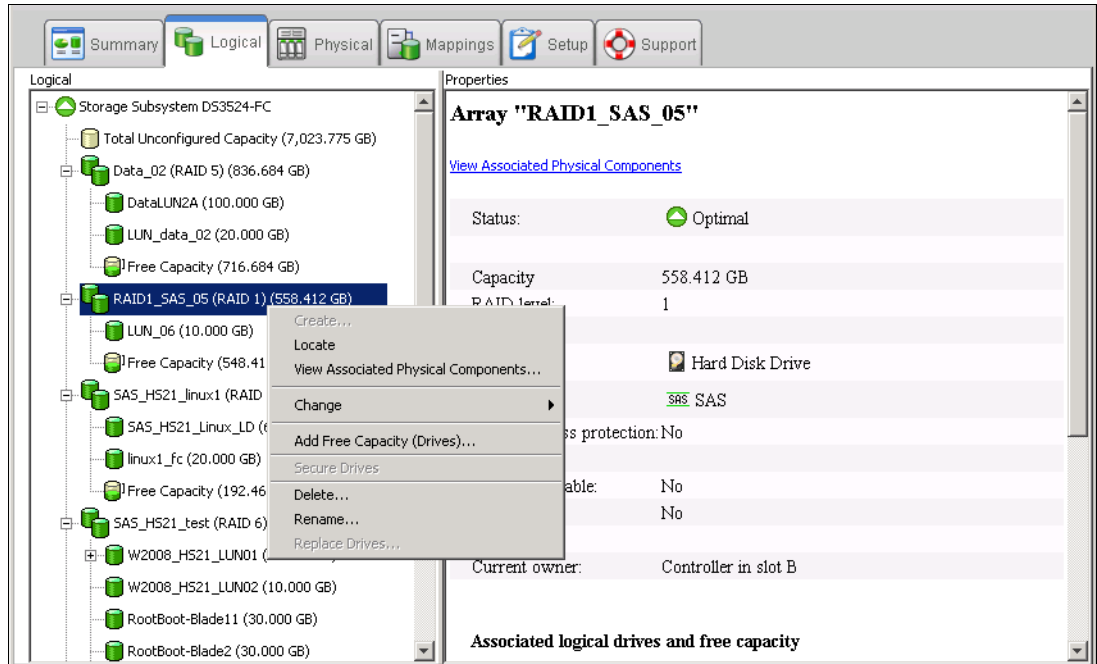 Summary Logical Physical Mappings Setup Support
Logical
Storage Subsystem DS3524-FC
Total Unconfigured Capacity (7,023.775 GB)
Data_02 (RAID 5) (836.684 GB)
DataLUN2A (100.000 GB)
LUN_data_02 (20.000 GB)
Free Capacity (716.684 GB)
RAID1_SAS_05 (RAID 1) (558.412 GB)
LUN_06 (10.000 GB)
Free Capacity (548.41
SAS_HS21_linux1 (RAID
SAS_HS21_Linux_LD (
linux1_fc (20.000 GB)
Free Capacity (192.46
SAS_HS21_test (RAID 6)
W2008_HS21_LUN01 (
W2008_HS21_LUN02 (10.000 GB)
RootBoot-Blade11 (30.000 GB)
RootBoot-Blade2 (30.000 GB)
Create...
Locate
View Associated Physical Components...
Change
Add Free Capacity (Drives)...
Secure Drives
Delete...
Rename...
Replace Drives...
Properties
Array "RAID1_SAS_05"
View Associated Physical Components
Status: Optimal
Capacity 558.412 GB
RAID level: 1
Hard Disk Drive
SAS SAS
ss protection: No
able: No
No
Current owner: Controller in slot B
Associated logical drives and free capacity